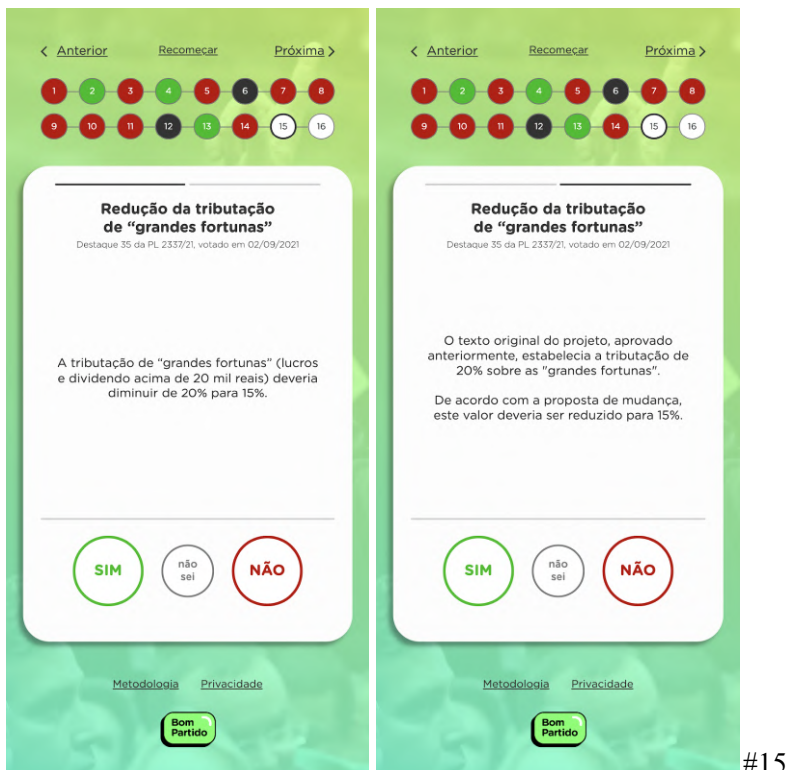 < Anterior Recomeçar Próxima >
1 2 3 4 5 6 7 8
9 10 11 12 13 14 15 16
Redução da tributação
de “grandes fortunas”
Destaque 35 da PL 2337/21, votado em 02/09/2021
A tributação de “grandes fortunas” (lucros
e dividendo acima de 20 mil reais) deveria
diminuir de 20% para 15%.
SIM
não
sei
NÃO
Metodologia Privacidade
Bom
Partido
< Anterior Recomeçar Próxima >
1 2 3 4 5 6 7 8
9 10 11 12 13 14 15 16
Redução da tributação
de “grandes fortunas”
Destaque 35 da PL 2337/21, votado em 02/09/2021
O texto original do projeto, aprovado
anteriormente, estabelecia a tributação de
20% sobre as "grandes fortunas".
De acordo com a proposta de mudança,
este valor deveria ser reduzido para 15%.
SIM
não
sei
NÃO
Metodologia Privacidade
Bom
Partido
#15